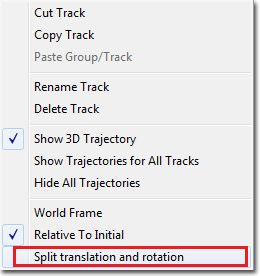 Cut Track
Copy Track
Paste Group/Track
Rename Track
Delete Track
Show 3D Trajectory
Show Trajectories for All Tracks
Hide All Trajectories
World Frame
Relative To Initial
Split translation and rotation